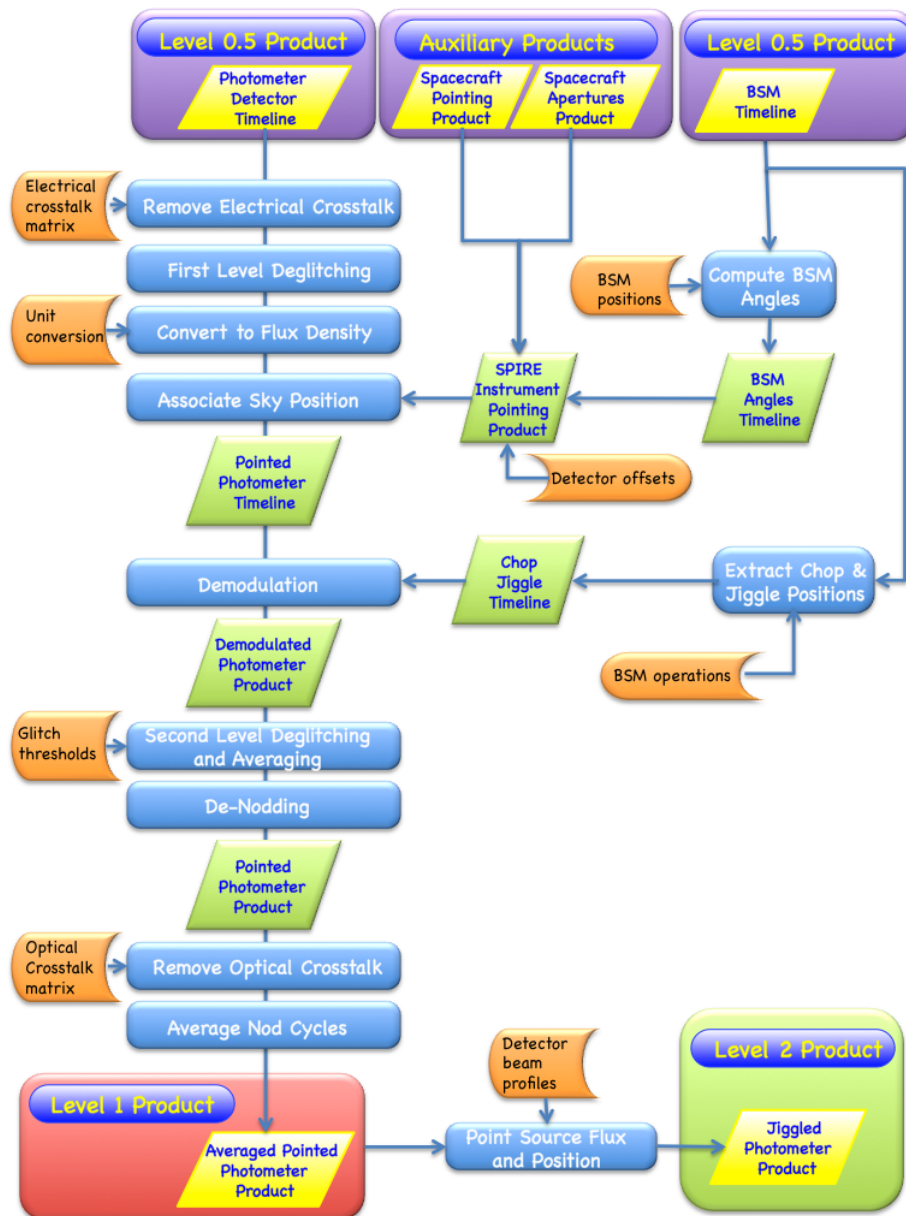 Level 0.5 Product
Photometer
Detector
Timeline
Auxiliary Products
Spacecraft
Pointing
Product
Spacecraft
Apertures
Product
Level 0.5 Product
BSM
Timeline
Electrical
crosstalk
matrix
Remove Electrical Crosstalk
First Level Deglitching
Unit
conversion
Convert to Flux Density
Associate Sky Position
BSM
positions
Compute BSM
Angles
SPIRE
Instrument
Pointing
Product
BSM
Angles
Timeline
Detector offsets
Pointed
Photometer
Timeline
Demodulation
Chop
Jiggle
Timeline
Extract Chop &
Jiggle Positions
BSM operations
Demodulated
Photometer
Product
Glitch
thresholds
Second Level Deglitching
and Averaging
De-Nodding
Pointed
Photometer
Product
Optical
Crosstalk
matrix
Remove Optical Crosstalk
Average Nod Cycles
Level 1 Product
Averaged Pointed
Photometer
Product
Detector
beam
profiles
Point Source Flux
and Position
Level 2 Product
Jiggled
Photometer
Product